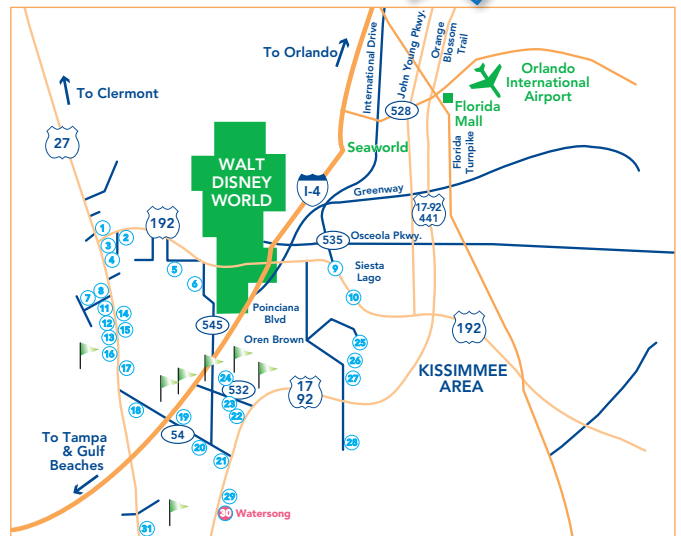 To Orlando
International Drive
John Young Pkwy.
Orange
Blossom
Trail
Orlando
International
Airport
To Clermont
528
Florida
Mall
27
Florida
Turnpike
Seaworld
WALT
DISNEY
WORLD
I-4
Greenway
17-92
441
192
1
2
3
4
535
Osceola Pkwy.
5
9
Siesta
Lago
6
10
7
8
11
14
12
15
13
16
17
Poinciana
Blvd
545
Oren Brown
192
25
26
27
KISSIMMEE
AREA
24
532
17
92
23
22
18
19
54
20
21
28
To Tampa
& Gulf
Beaches
29
30
Watersong
31